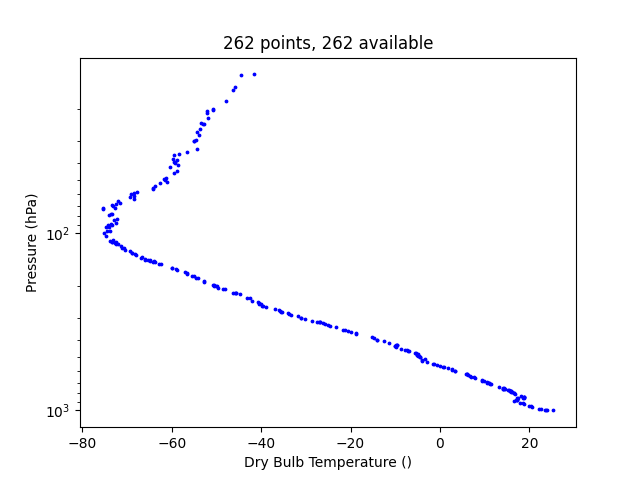 262 points, 262 available
Pressure (hPa)
10²
10³
−80 −60 −40 −20 0 20
Dry Bulb Temperature ()